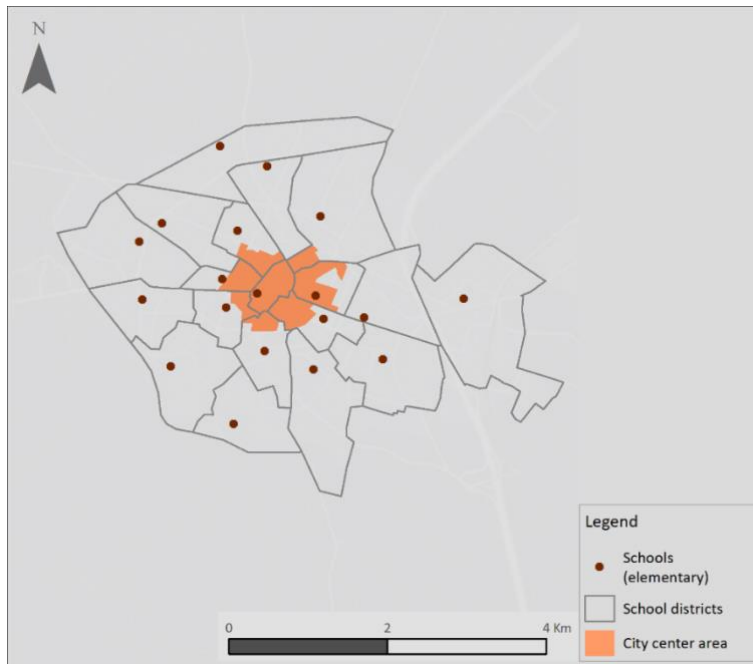 N
Legend
Schools
(elementary)
School districts
City center area
0
2
4 Km